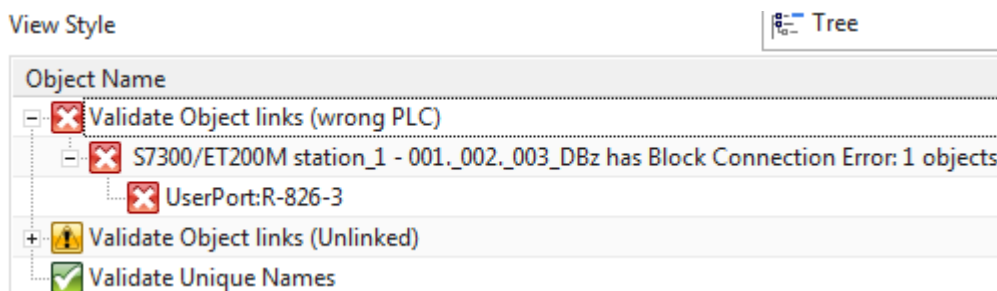 View Style
Tree
Object Name
Validate Object links (wrong PLC)
S7300/ET200M station_1 - 001._002._003_DBz has Block Connection Error: 1 objects
UserPort:R-826-3
Validate Object links (Unlinked)
Validate Unique Names